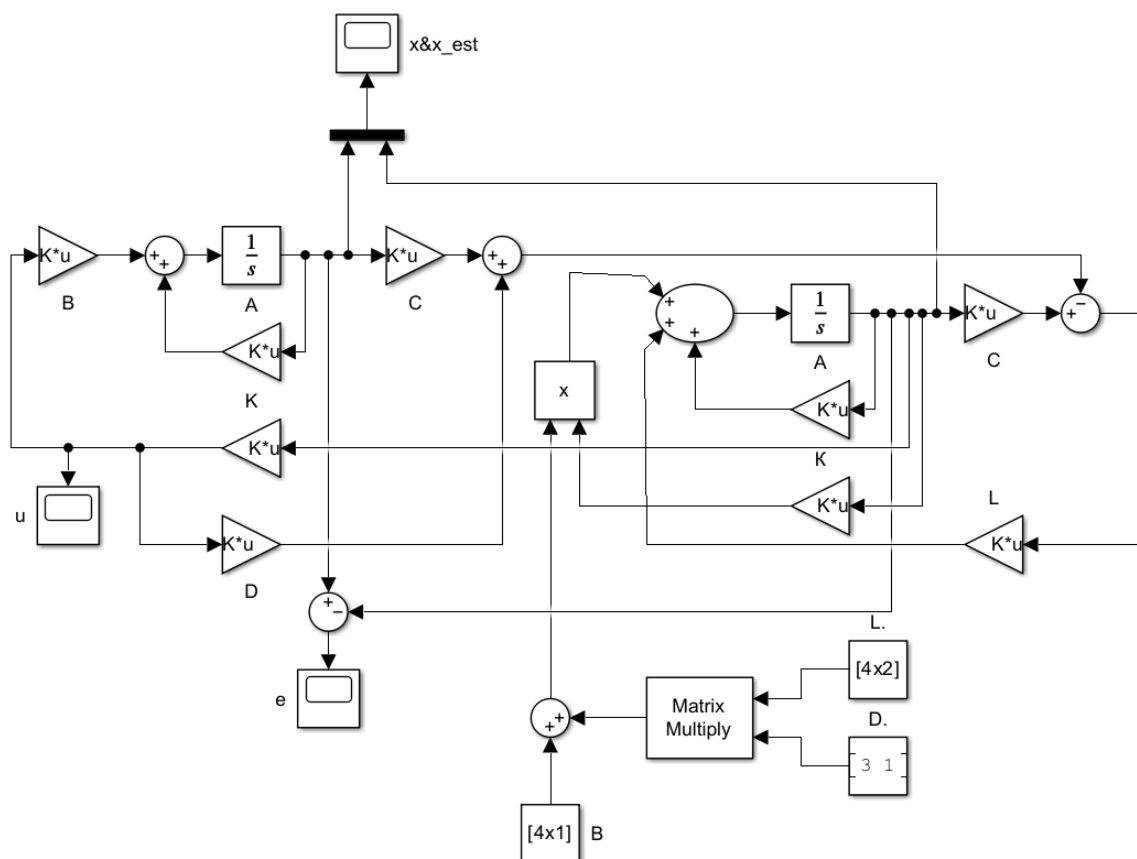 x&x_est
K*u
B
+
+
1
s
A
K*u
C
+
+
K*u
K
+
+
+
1
s
A
K*u
C
−
+
x
K*u
K
K*u
u
K*u
L
K*u
K*u
D
+
−
e
L.
[4x2]
Matrix
Multiply
+
+
D.
3 1
[4x1]
B